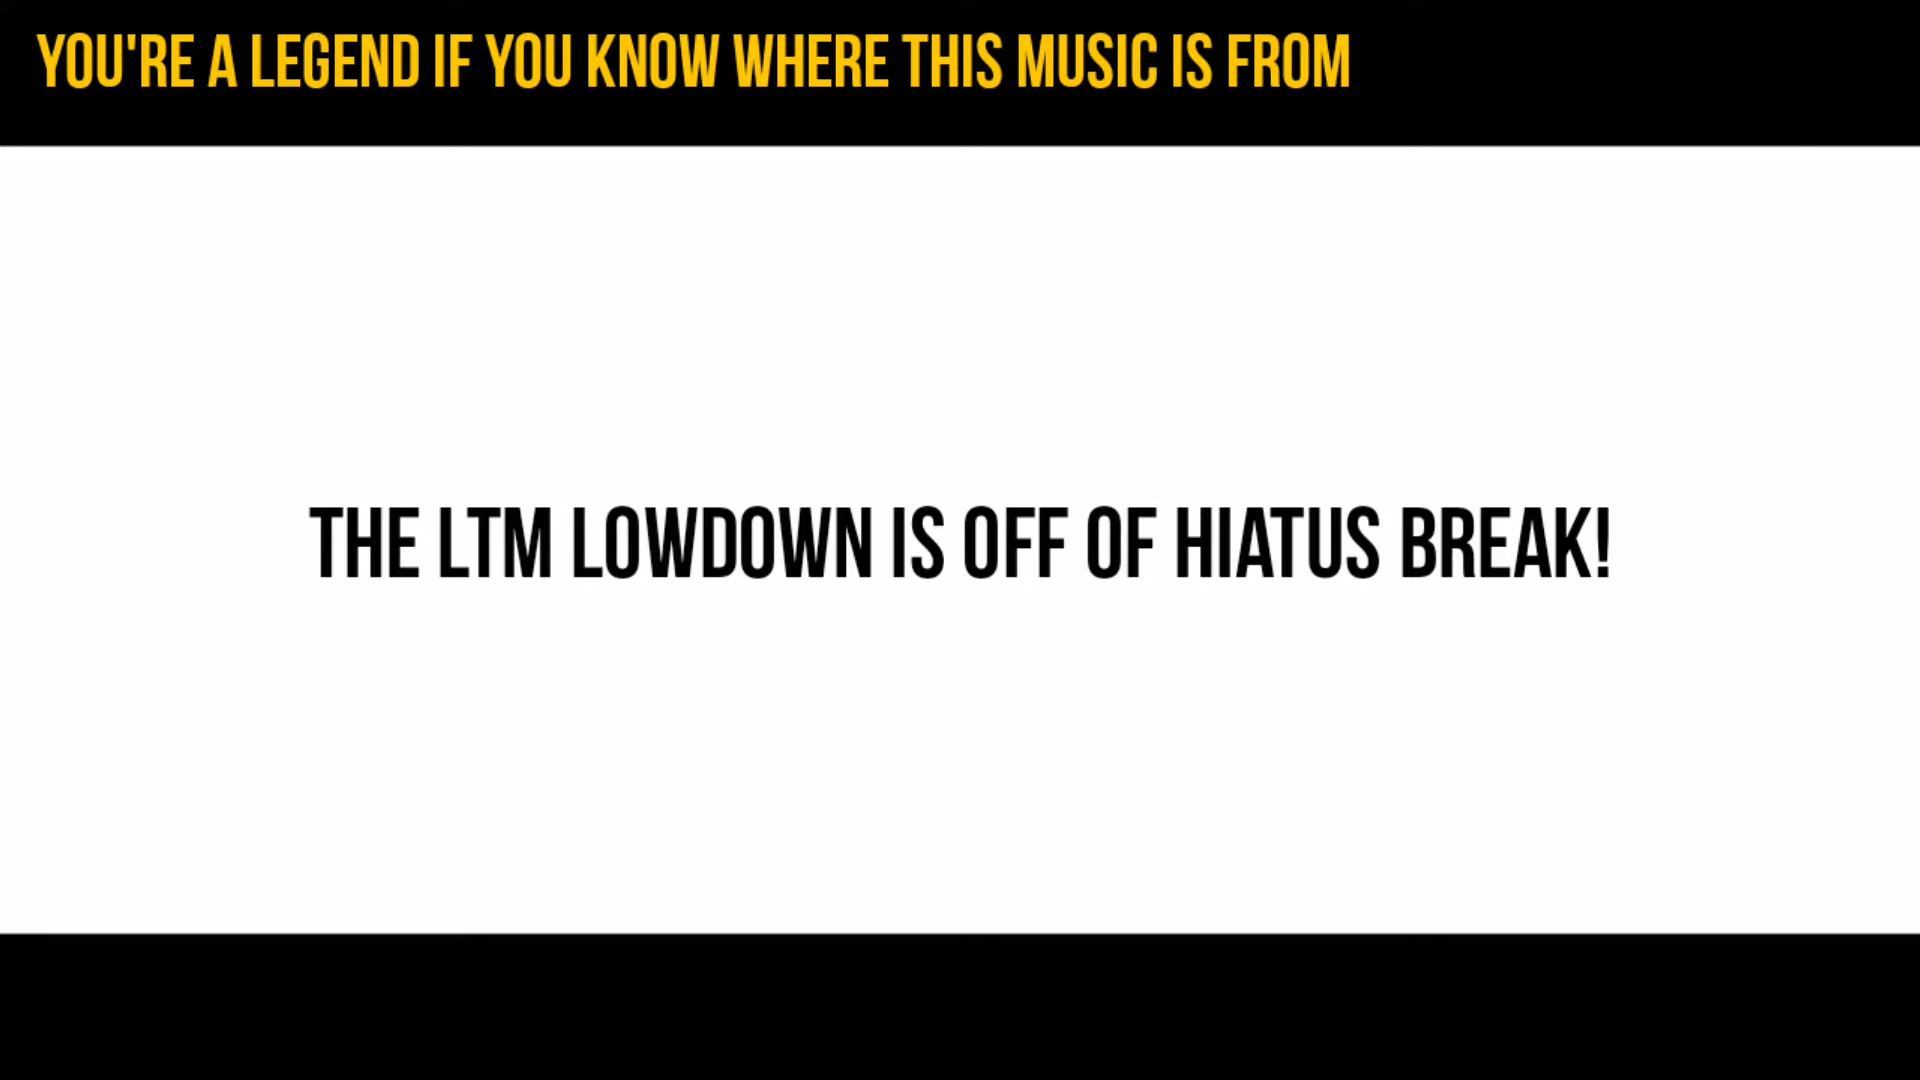 YOU'RE A LEGEND IF YOU KNOW WHERE THIS MUSIC IS FROM
THE LTM LOWDOWN IS OFF OF HIATUS BREAK!